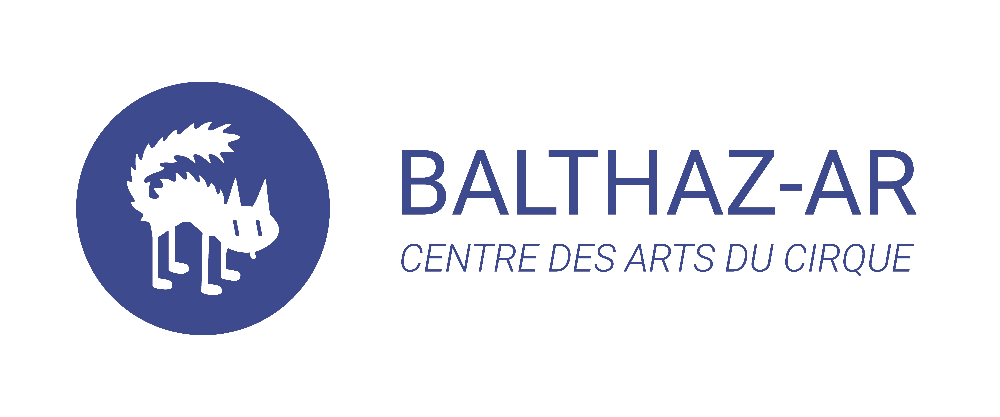 BALTHAZ-AR
CENTRE DES ARTS DU CIRQUE